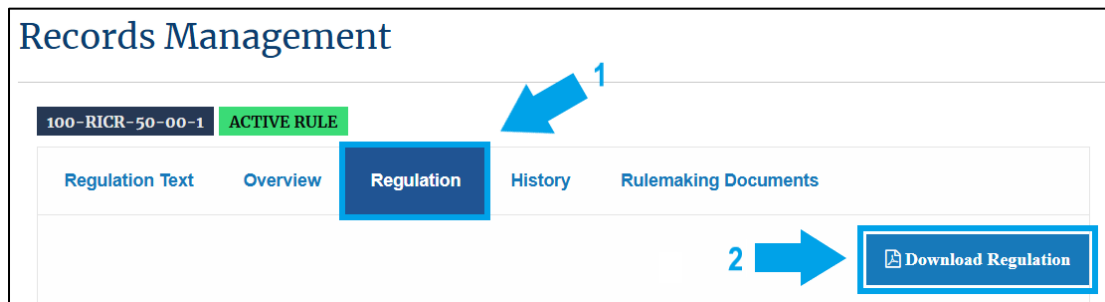 Records Management
1
100-RICR-50-00-1 ACTIVE RULE
Regulation Text Overview Regulation History Rulemaking Documents
2 Download Regulation